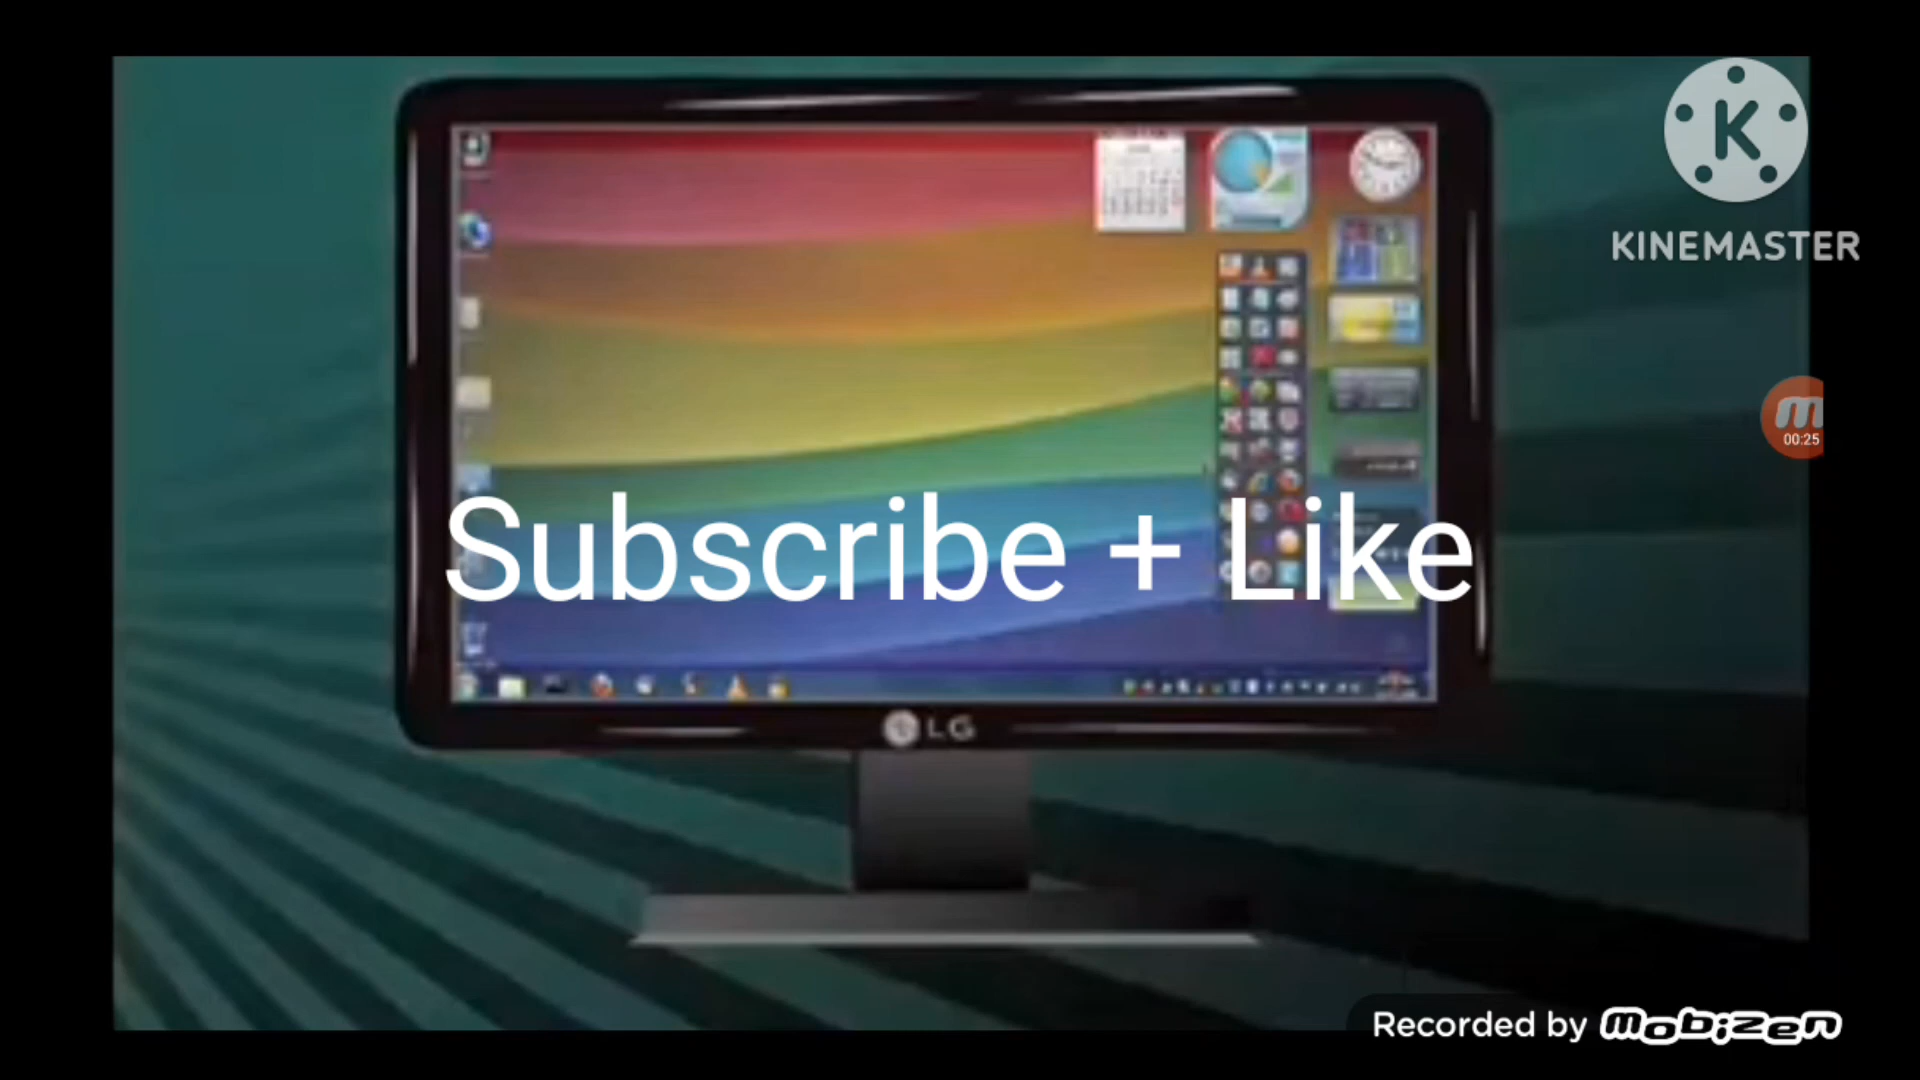 KINEMASTER
m
00:25
Subscribe + Like
LG
Recorded by mobizen